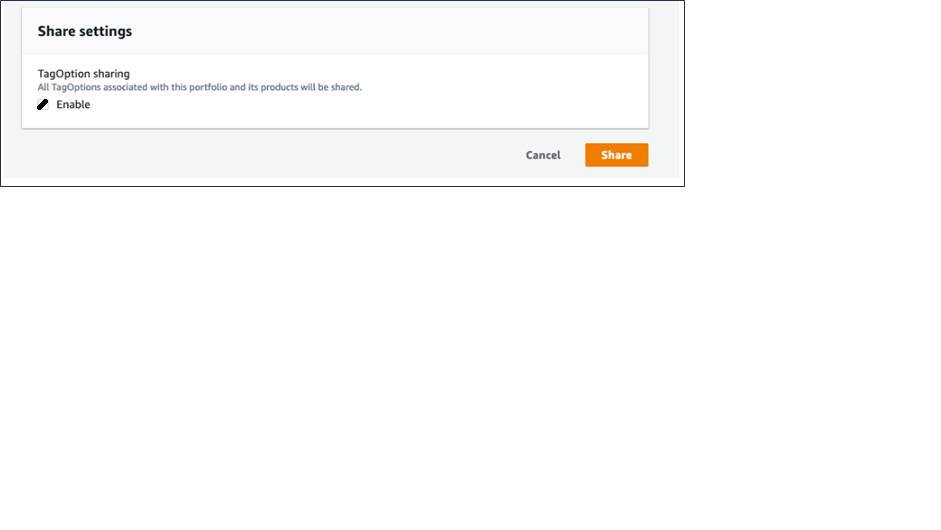 Share settings
TagOption sharing
All TagOptions associated with this portfolio and its products will be shared.
Enable
Cancel
Share